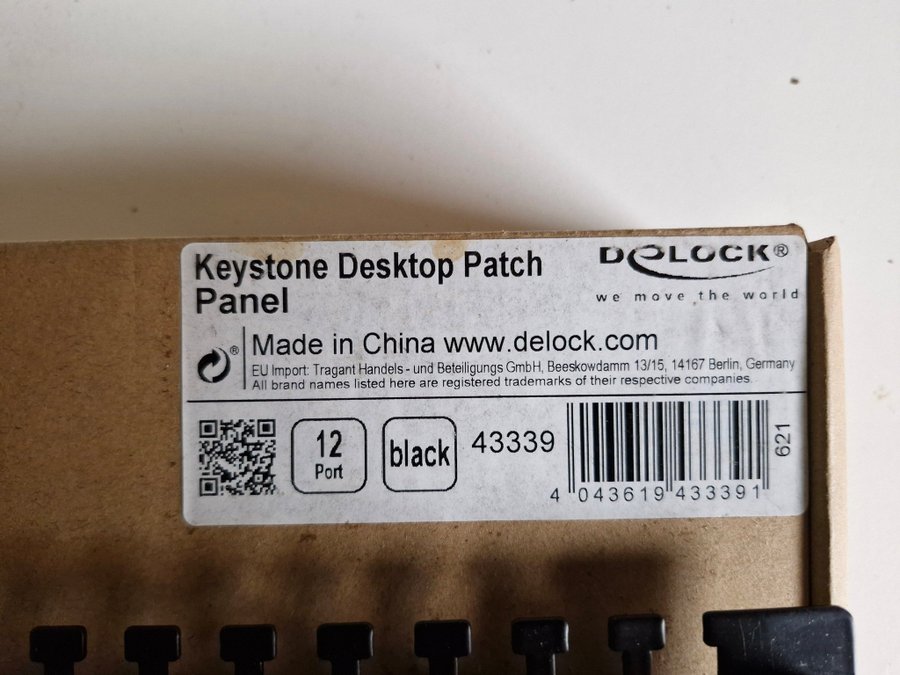 Keystone Desktop Patch
Panel
DeLOCK®
we move the world
®
Made in China www.delock.com
EU Import: Tragant Handels - und Beteiligungs GmbH, Beeskowdamm 13/15, 14167 Berlin, Germany
All brand names listed here are registered trademarks of their respective companies.
12
Port
black
43339
4 043619 433391
621